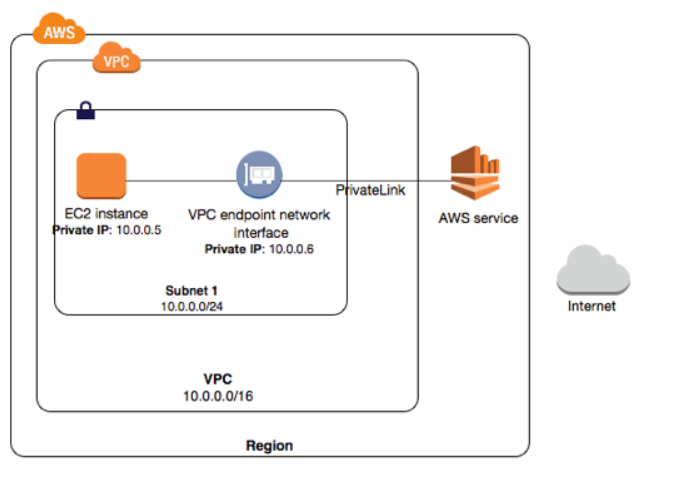 AWS
VPC
PrivateLink
EC2 instance
Private IP: 10.0.0.5
VPC endpoint network
interface
Private IP: 10.0.0.6
AWS service
Subnet 1
10.0.0.0/24
Internet
VPC
10.0.0.0/16
Region